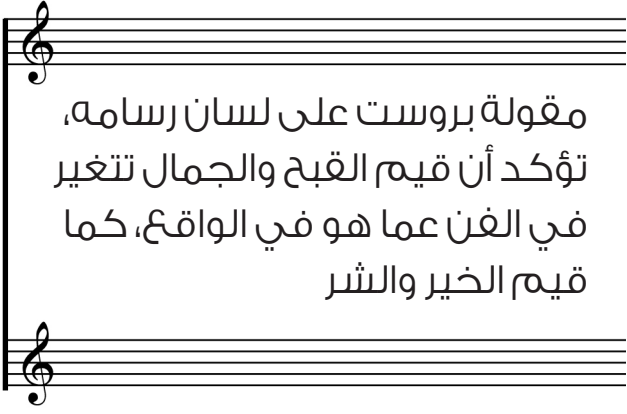 مقولة بروست على لسان رسامه،
تؤكد أن قيم القبح والجمال تتغير
في الفن عما هو في الواقع، كما
قيم الخير والشر